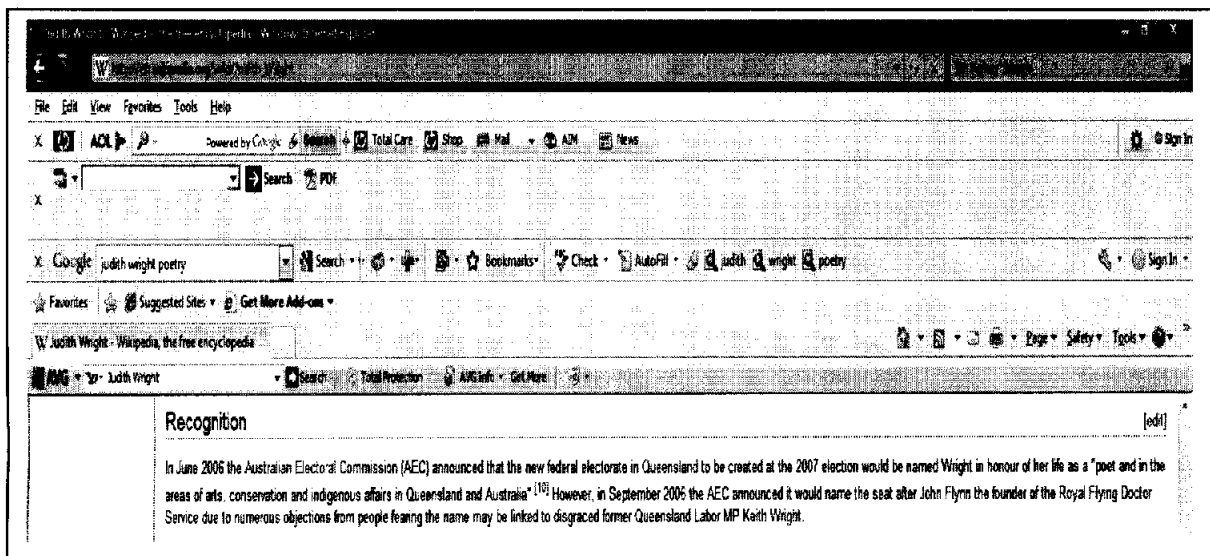 File Edit View Favorites Tools Help
X AOL Powered by Google Search Total Care Shop Mail AIM News Sign In
Search PDF
X
X Google judith wright poetry Search Bookmarks Check AutoFill judith wright poetry Sign In
Favorites Suggested Sites Get More Add-ons
W Judith Wright - Wikipedia, the free encyclopedia Page Safety Tools
AVG Judith Wright Search Total Protection AVG Info Get More
Recognition [edit]
In June 2006 the Australian Electoral Commission (AEC) announced that the new federal electorate in Queensland to be created at the 2007 election would be named Wright in honour of her life as a "poet and in the
areas of arts, conservation and indigenous affairs in Queensland and Australia" [10] However, in September 2006 the AEC announced it would name the seat after John Flynn the founder of the Royal Flying Doctor
Service due to numerous objections from people fearing the name may be linked to disgraced former Queensland Labor MP Keith Wright.